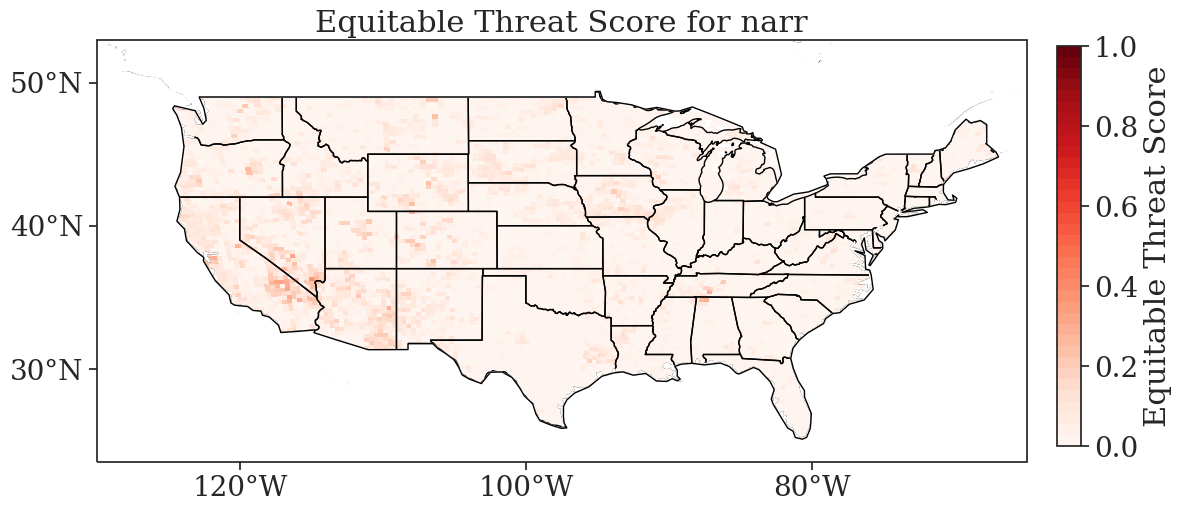 Equitable Threat Score for narr
50°N
40°N
30°N
120°W
100°W
80°W
1.0
0.8
0.6
0.4
0.2
0.0
Equitable Threat Score